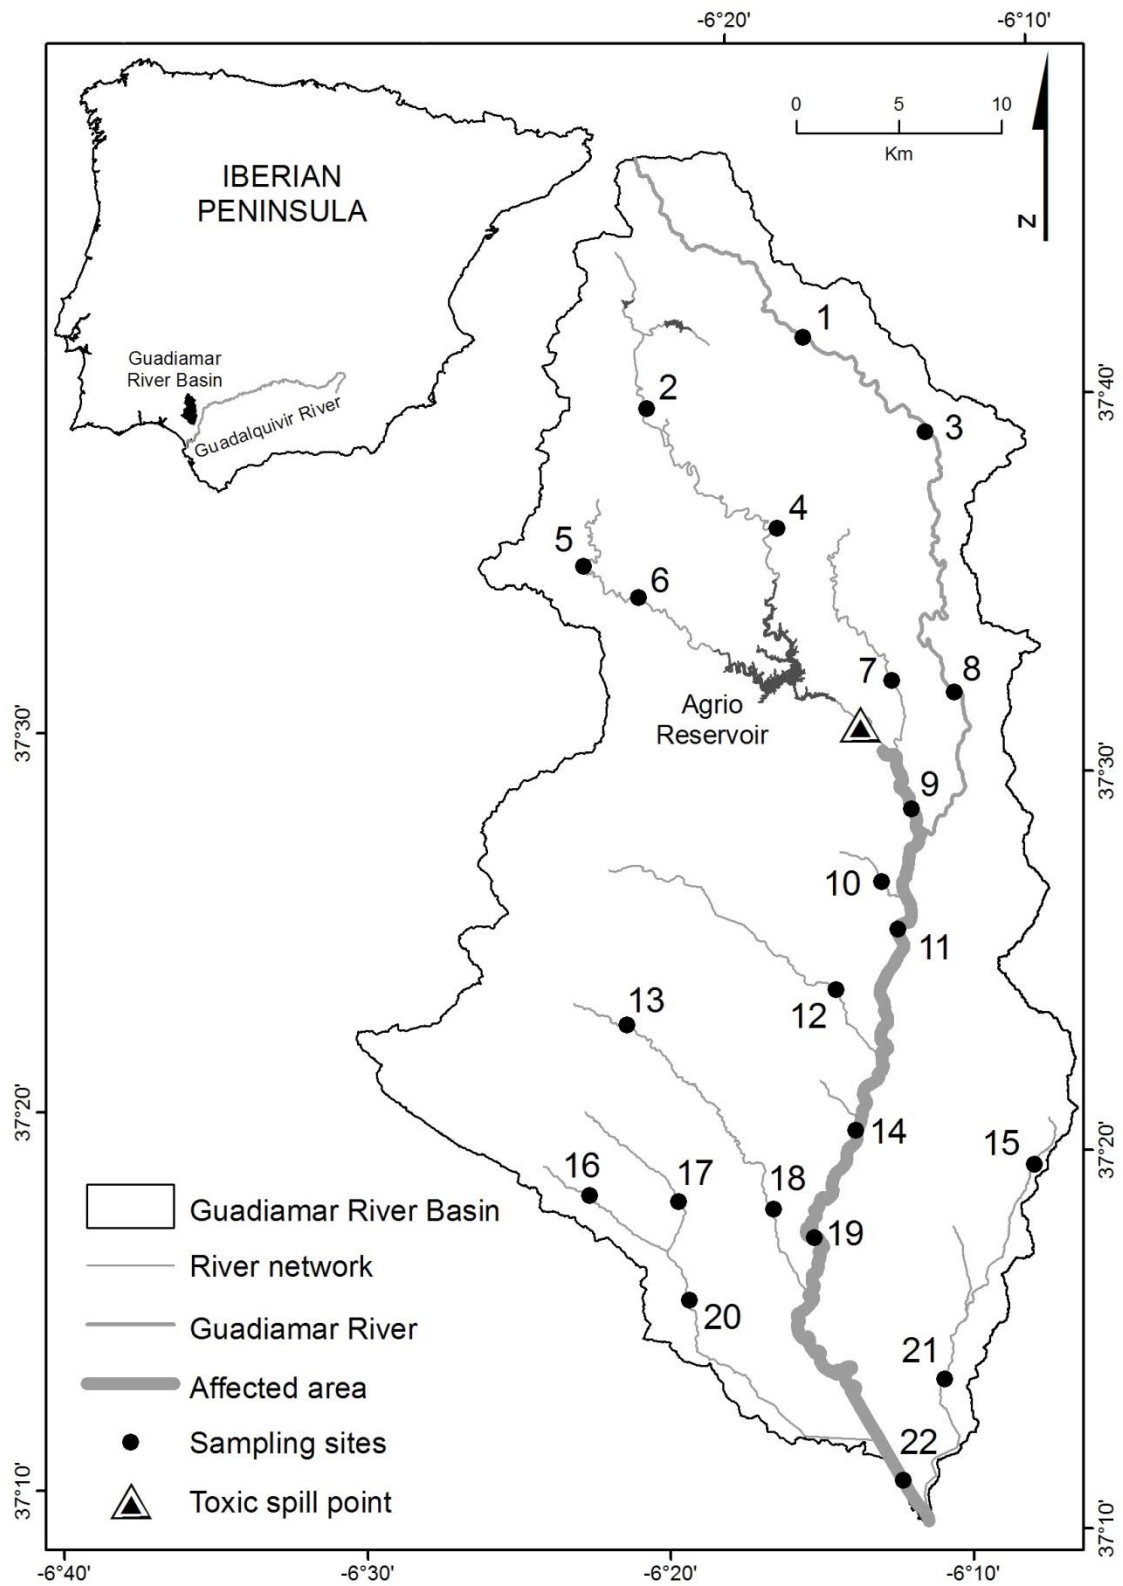 -6°20' -6°10'
0 5 10
Km
N
IBERIAN
PENINSULA
Guadiamar
River Basin
Guadalquivir River
1
2
3
4
5
6
7
8
Agrio
Reservoir
9
10
11
12
13
14
15
16
17
18
19
20
21
22
37°40'
37°30'
37°30'
37°20'
37°20'
37°10'
37°10'
Guadiamar River Basin
River network
Guadiamar River
Affected area
Sampling sites
Toxic spill point
-6°40' -6°30' -6°20' -6°10'